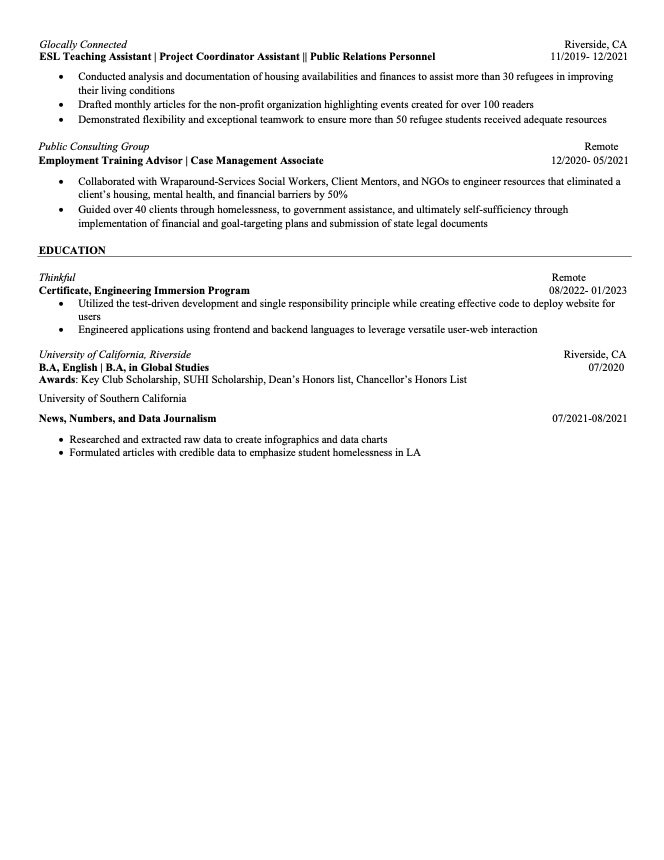 Glocally Connected Riverside, CA
ESL Teaching Assistant | Project Coordinator Assistant || Public Relations Personnel 11/2019- 12/2021
• Conducted analysis and documentation of housing availabilities and finances to assist more than 30 refugees in improving
their living conditions
• Drafted monthly articles for the non-profit organization highlighting events created for over 100 readers
• Demonstrated flexibility and exceptional teamwork to ensure more than 50 refugee students received adequate resources
Public Consulting Group Remote
Employment Training Advisor | Case Management Associate 12/2020- 05/2021
• Collaborated with Wraparound-Services Social Workers, Client Mentors, and NGOs to engineer resources that eliminated a
client's housing, mental health, and financial barriers by 50%
• Guided over 40 clients through homelessness, to government assistance, and ultimately self-sufficiency through
implementation of financial and goal-targeting plans and submission of state legal documents
EDUCATION
Thinkful Remote
Certificate, Engineering Immersion Program 08/2022- 01/2023
• Utilized the test-driven development and single responsibility principle while creating effective code to deploy website for
users
• Engineered applications using frontend and backend languages to leverage versatile user-web interaction
University of California, Riverside Riverside, CA
B.A, English | B.A, in Global Studies 07/2020
Awards: Key Club Scholarship, SUHI Scholarship, Dean's Honors list, Chancellor's Honors List
University of Southern California
News, Numbers, and Data Journalism 07/2021-08/2021
• Researched and extracted raw data to create infographics and data charts
• Formulated articles with credible data to emphasize student homelessness in LA